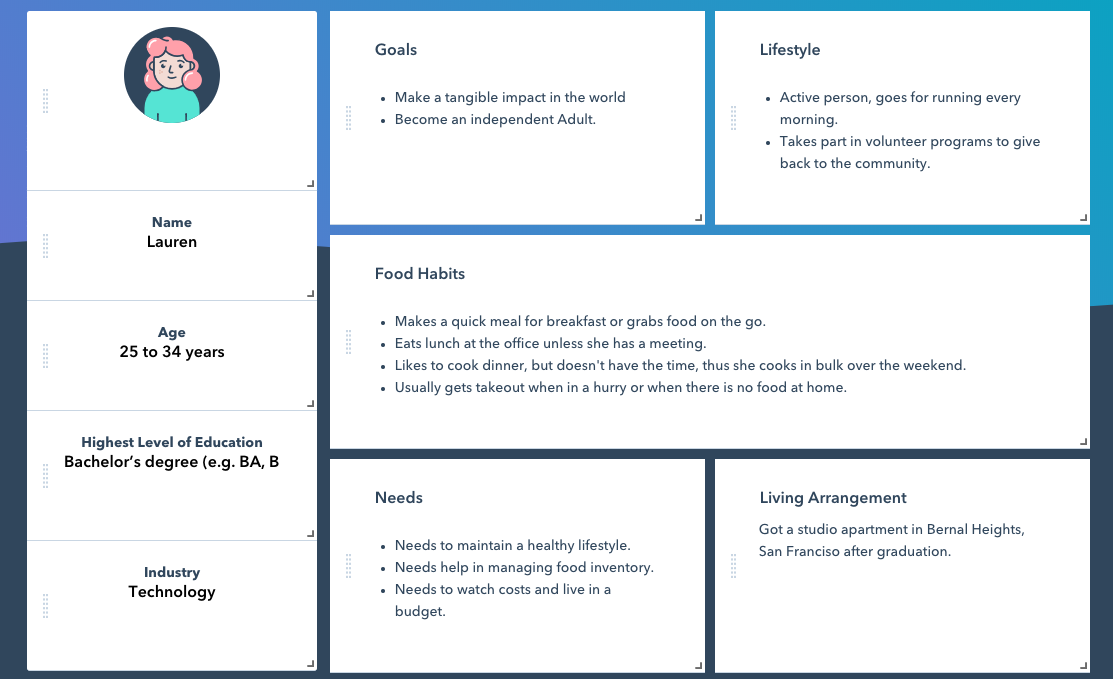 Name
Lauren
Age
25 to 34 years
Highest Level of Education
Bachelor’s degree (e.g. BA, B
Industry
Technology
Goals
Make a tangible impact in the world
Become an independent Adult.
Lifestyle
Active person, goes for running every
morning.
Takes part in volunteer programs to give
back to the community.
Food Habits
Makes a quick meal for breakfast or grabs food on the go.
Eats lunch at the office unless she has a meeting.
Likes to cook dinner, but doesn't have the time, thus she cooks in bulk over the weekend.
Usually gets takeout when in a hurry or when there is no food at home.
Needs
Needs to maintain a healthy lifestyle.
Needs help in managing food inventory.
Needs to watch costs and live in a
budget.
Living Arrangement
Got a studio apartment in Bernal Heights,
San Franciso after graduation.